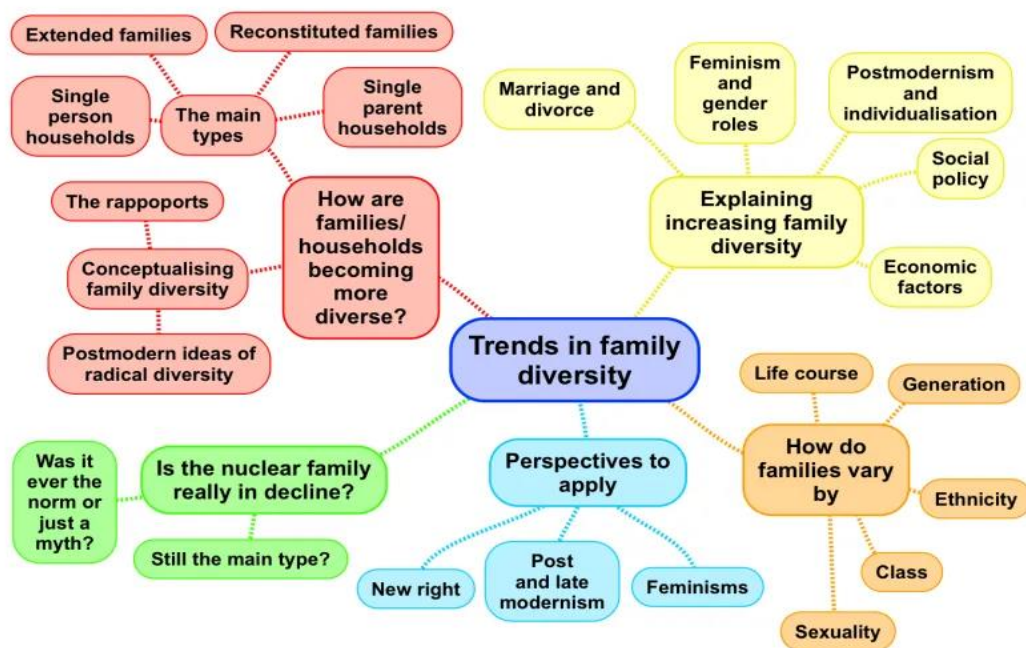 Extended families
Reconstituted families
Single
person
households
The main
types
Single
parent
households
The rappoports
Conceptualising
family diversity
Postmodern ideas of
radical diversity
How are
families/
households
becoming
more
diverse?
Marriage and
divorce
Feminism
and
gender
roles
Postmodernism
and
individualisation
Social
policy
Explaining
increasing family
diversity
Economic
factors
Trends in family
diversity
Was it
ever the
norm or
just a
myth?
Is the nuclear family
really in decline?
Still the main type?
Perspectives to
apply
New right
Post
and late
modernism
Feminisms
Life course
Generation
How do
families vary
by
Ethnicity
Class
Sexuality